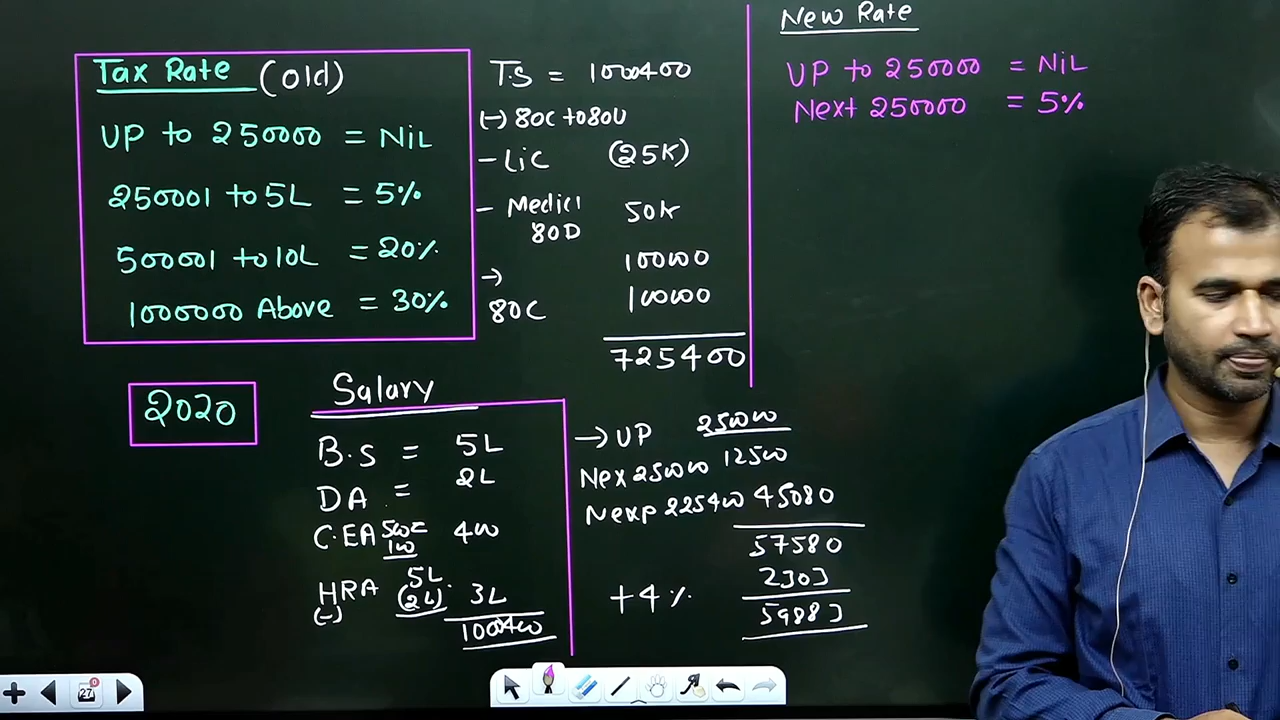 Tax Rate (old)
UP to 250000 = NiL
250001 to 5L = 5%
500001 to 10L = 20%
1000000 Above = 30%
2020
T.S = 1000400
(-) 80C to 80U
- LiC (25K)
- Medicl 50K
80D
→ 100000
80C 100000
725400
New Rate
UP to 250000 = NiL
Next 250000 = 5%
Salary
B.S = 5L
DA = 2L
C.EA 500= 400
100
HRA 5L
(-) (2L) 3L
1000400
→ UP 250000
Nex 250000 12500
Nexp 225400 45080
57580
+4% 2303
59883
27